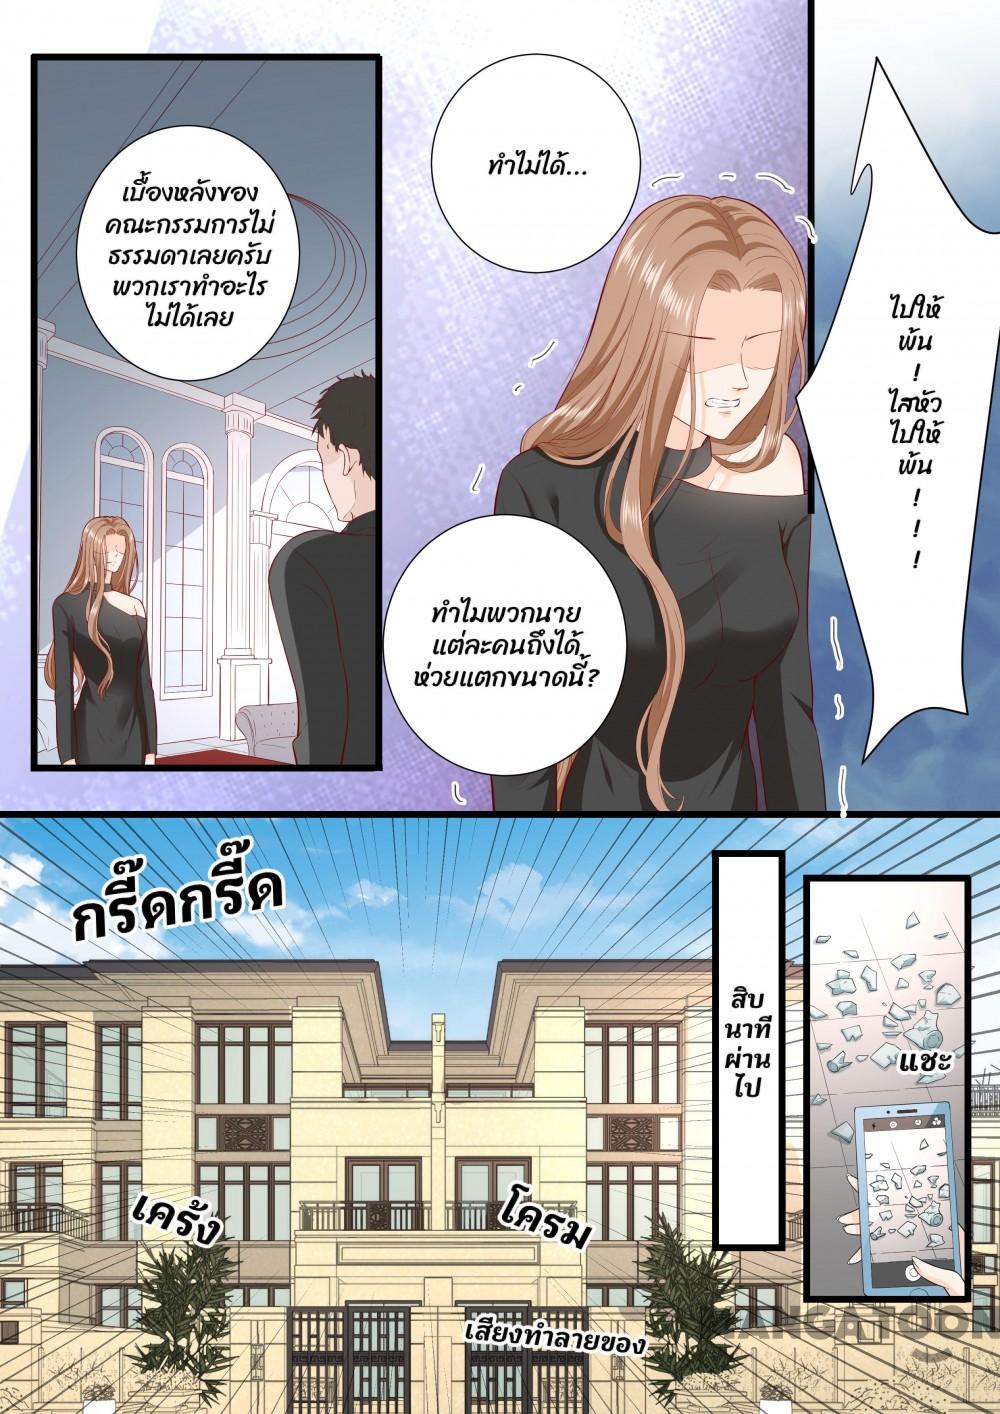 เบื้องหลังของ
คณะกรรมการไม่
ธรรมดาเลยครับ
พวกเราทำอะไร
ไม่ได้เลย
ทำไม่ได้...
ทำไมพวกนาย
แต่ละคนถึงได้
ห่วยแตกขนาดนี้?
ไปให้
พ้น
!
ไสหัว
ไปให้
พ้น
!
!
!
!
กรี๊ดกรี๊ด
เคร้ง
โครม
เสียงทำลายของ
สิบ
นาที
ผ่าน
ไป
แชะ
MANGATOON